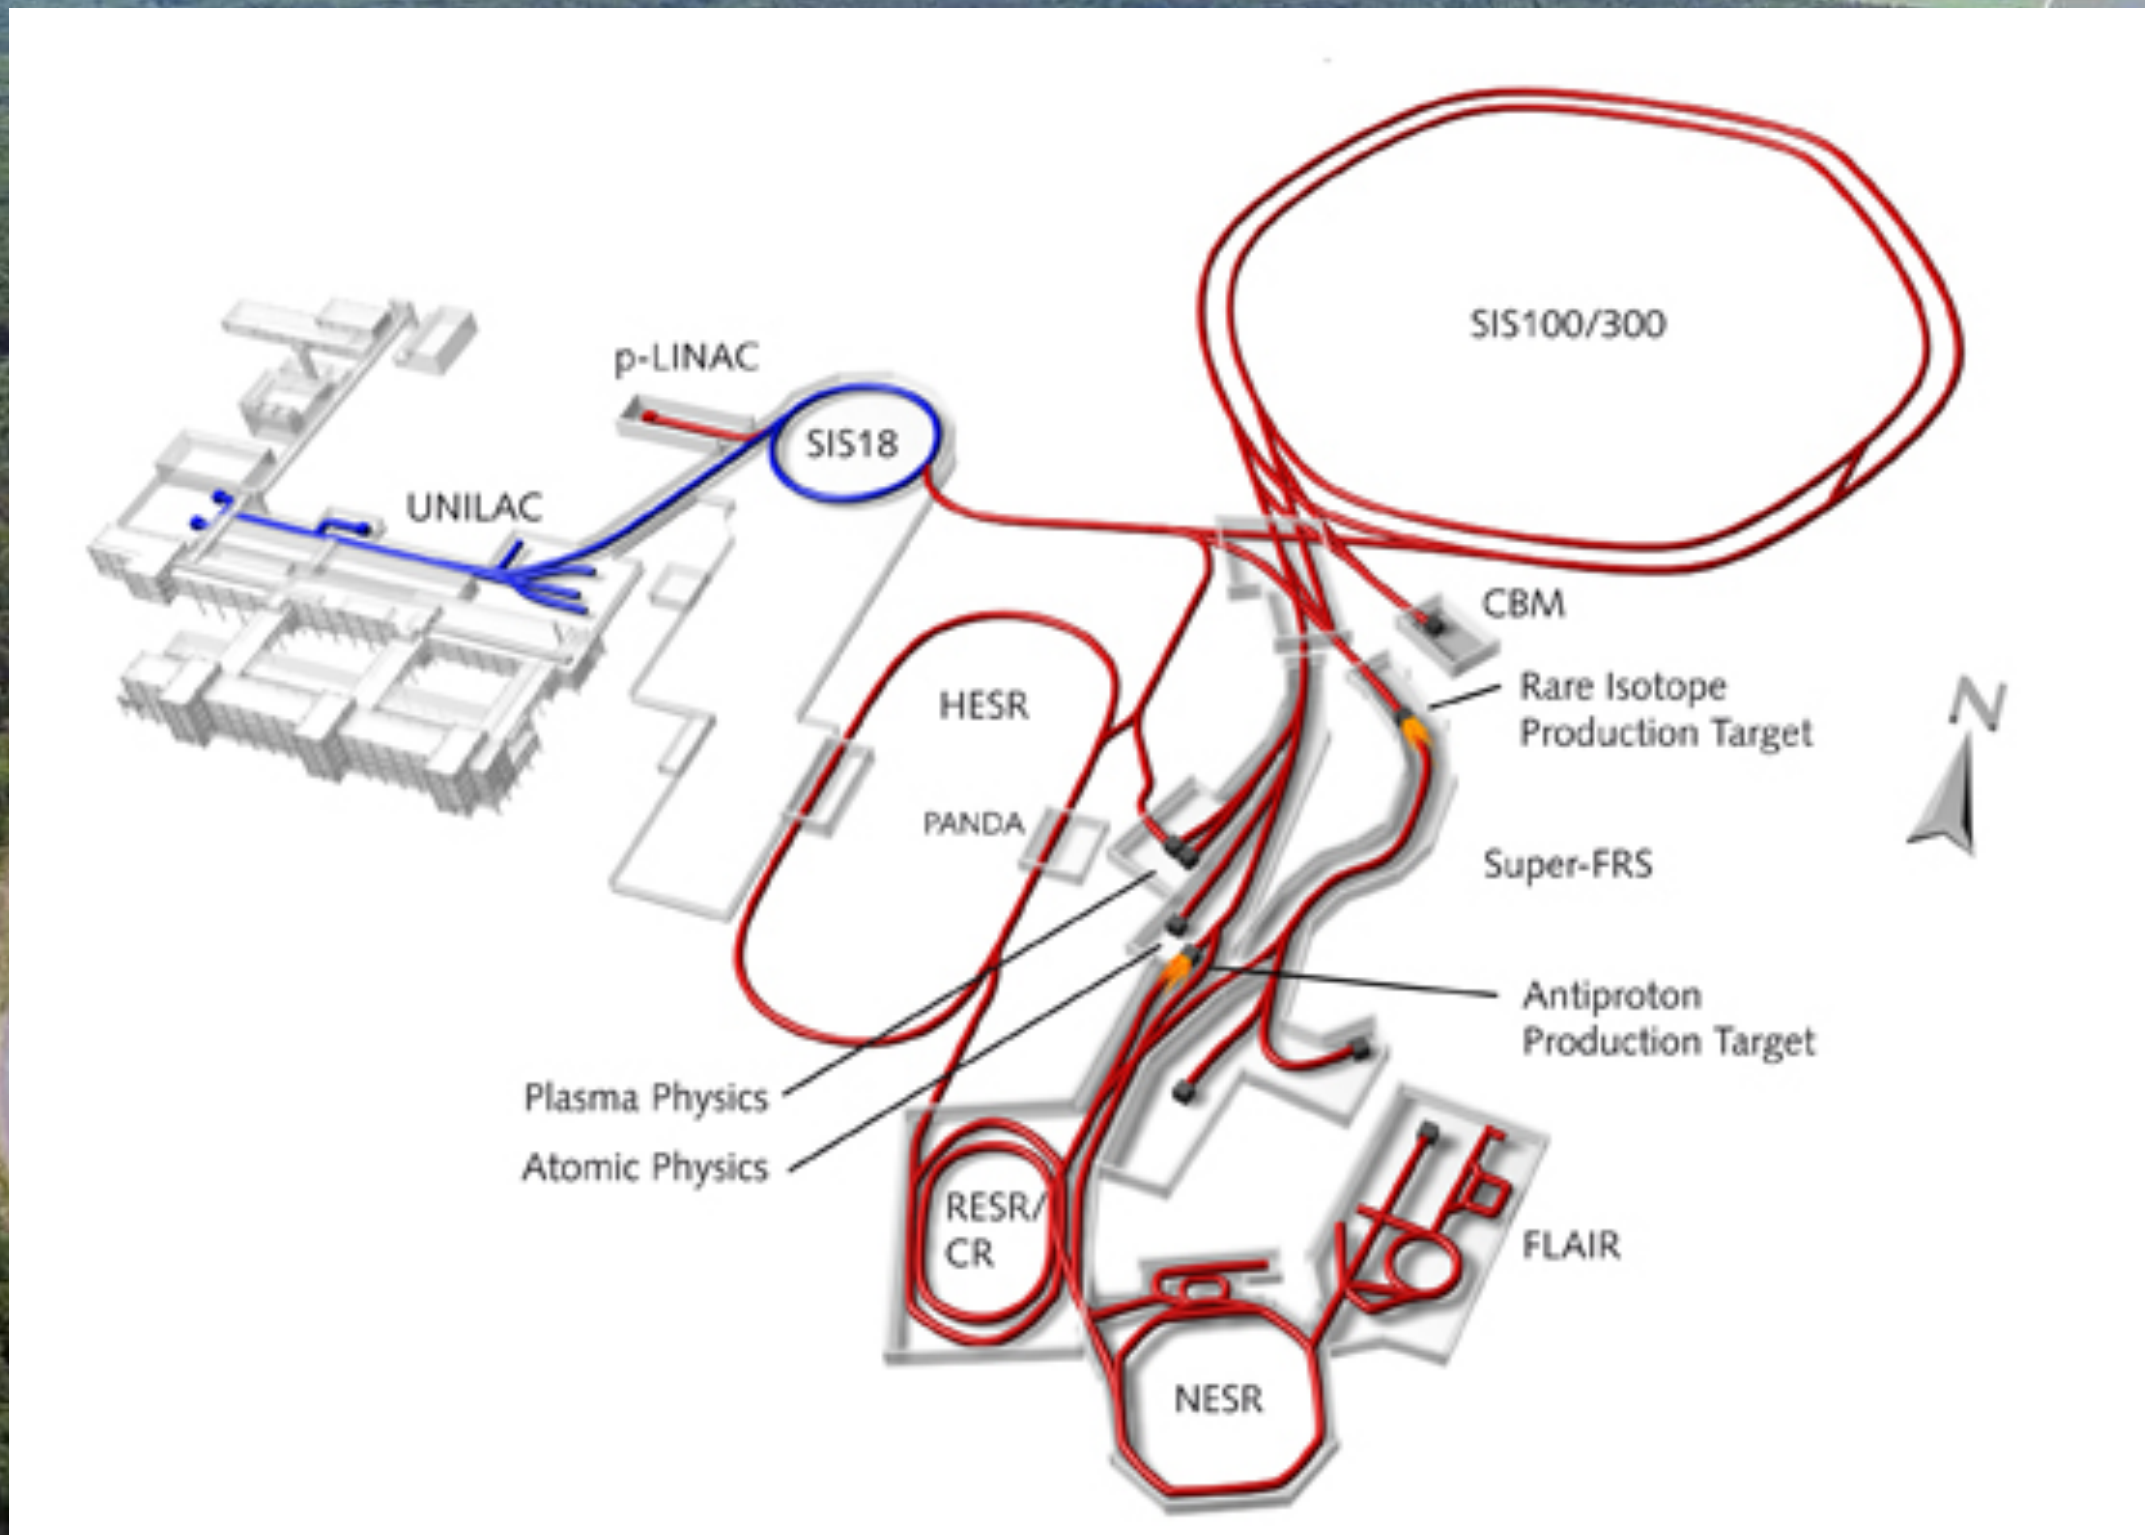 SIS100/300
p-LINAC
SIS18
UNILAC
CBM
Rare Isotope
Production Target
N
HESR
PANDA
Super-FRS
Antiproton
Production Target
Plasma Physics
Atomic Physics
RESR/
CR
FLAIR
NESR